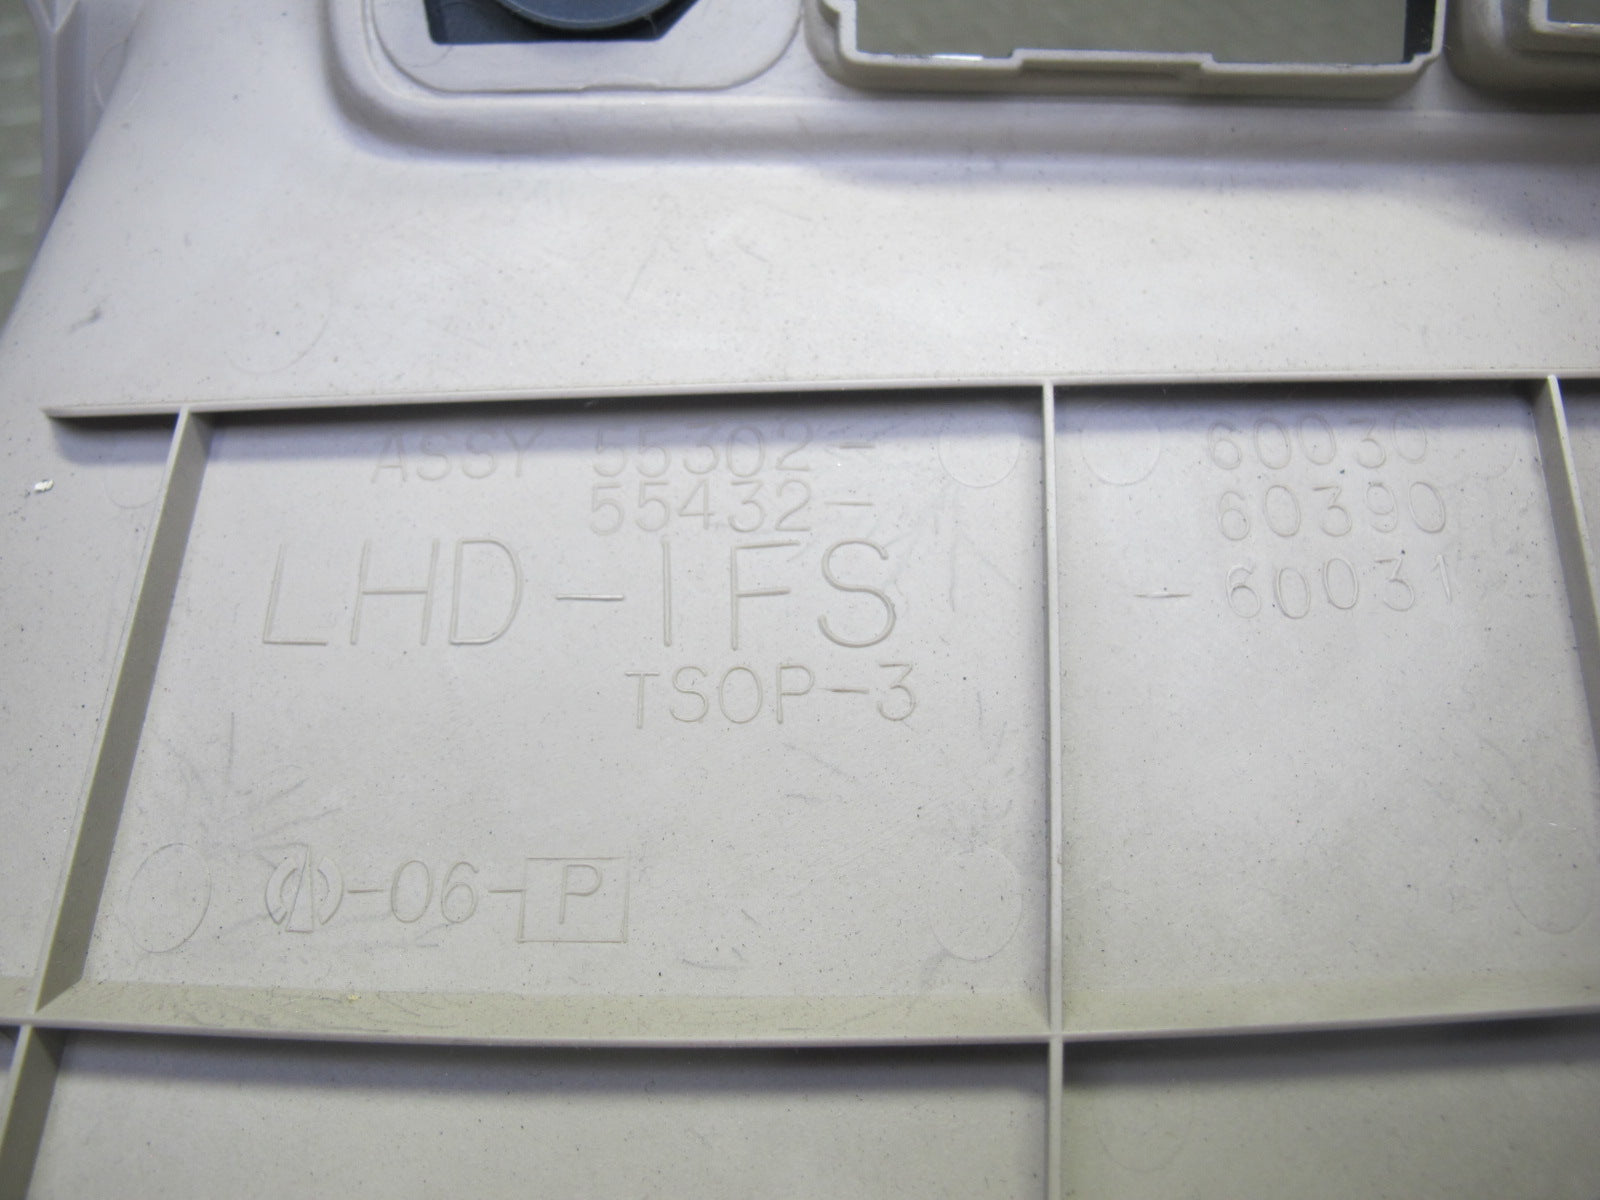 ASSY 55302- 60030
55432- 60390
LHD-IFS - 60031
TSOP-3
-06-P